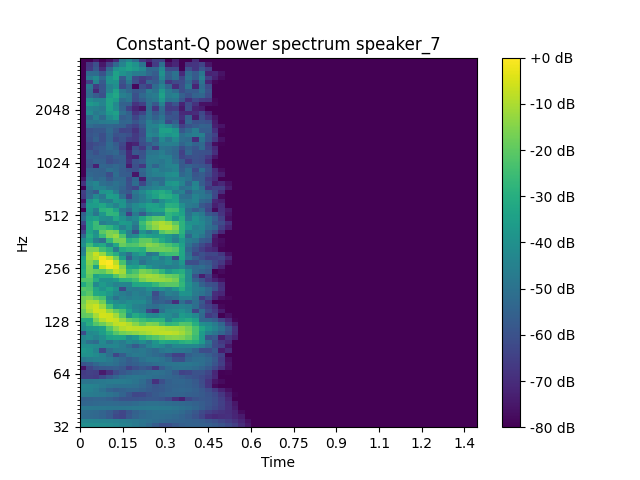 Constant-Q power spectrum speaker_7
+0 dB
-10 dB
-20 dB
-30 dB
-40 dB
-50 dB
-60 dB
-70 dB
-80 dB
2048
1024
512
256
128
64
32
Hz
0 0.15 0.3 0.45 0.6 0.75 0.9 1.1 1.2 1.4
Time